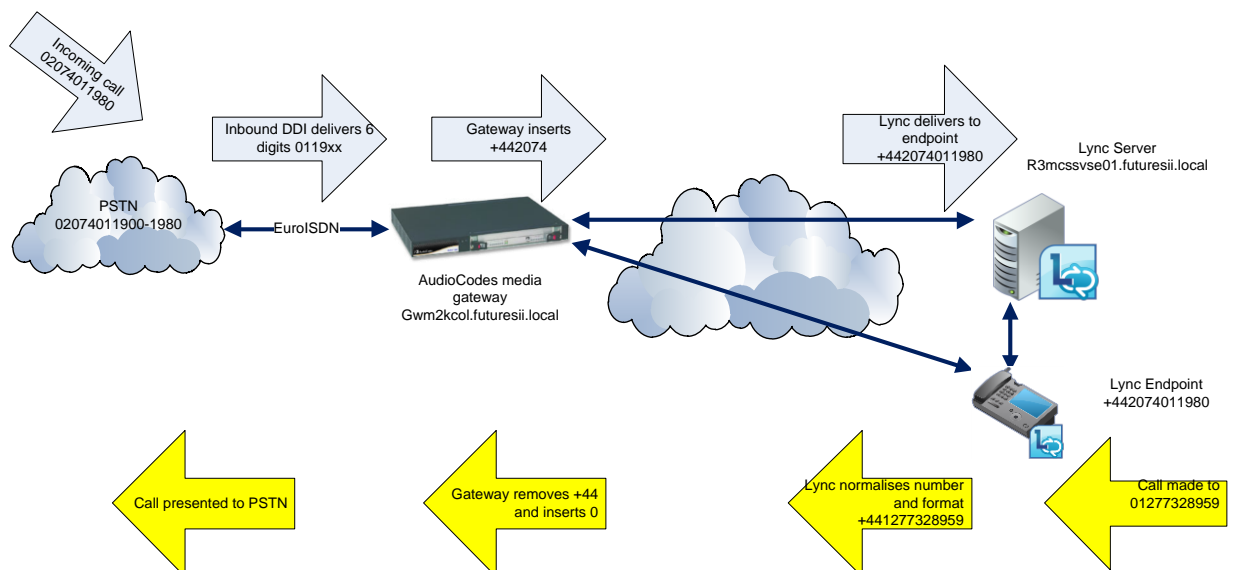 Incoming call
02074011980
Inbound DDI delivers 6
digits 0119xx
Gateway inserts
+442074
Lync delivers to
endpoint
+442074011980
Lync Server
R3mcssvse01.futuresii.local
PSTN
02074011900-1980
EuroISDN
AudioCodes media
gateway
Gwm2kcol.futuresii.local
Lync Endpoint
+442074011980
Call presented to PSTN
Gateway removes +44
and inserts 0
Lync normalises number
and format
+441277328959
Call made to
01277328959